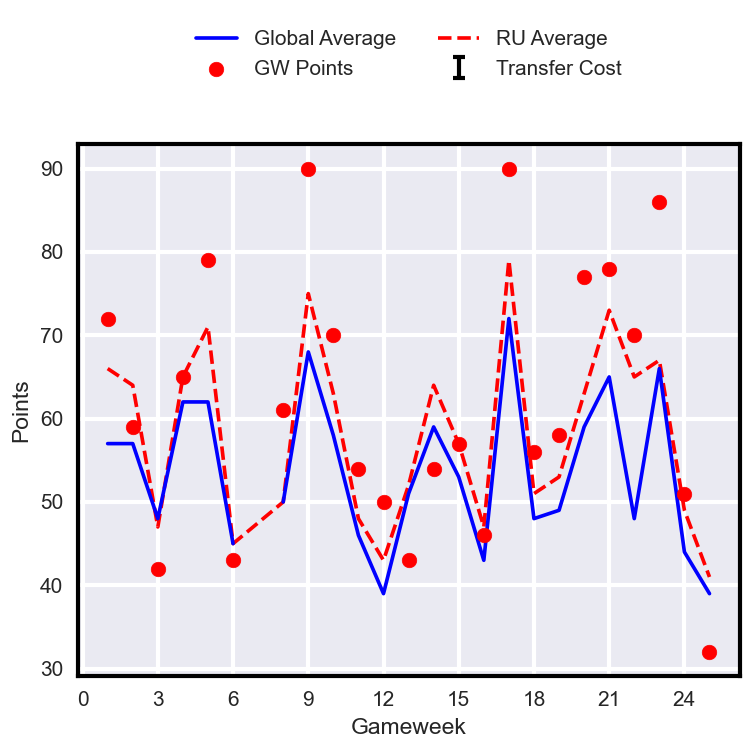 Global Average
RU Average
GW Points
Transfer Cost
90
80
70
60
50
40
30
Points
0 3 6 9 12 15 18 21 24
Gameweek